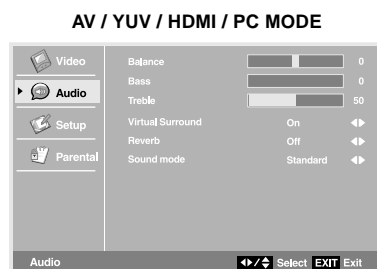 AV / YUV / HDMI / PC MODE
Video
Audio
Setup
Parental
Balance 0
Bass 0
Treble 50
Virtual Surround On
Reverb Off
Sound mode Standard
Audio
Select EXIT Exit